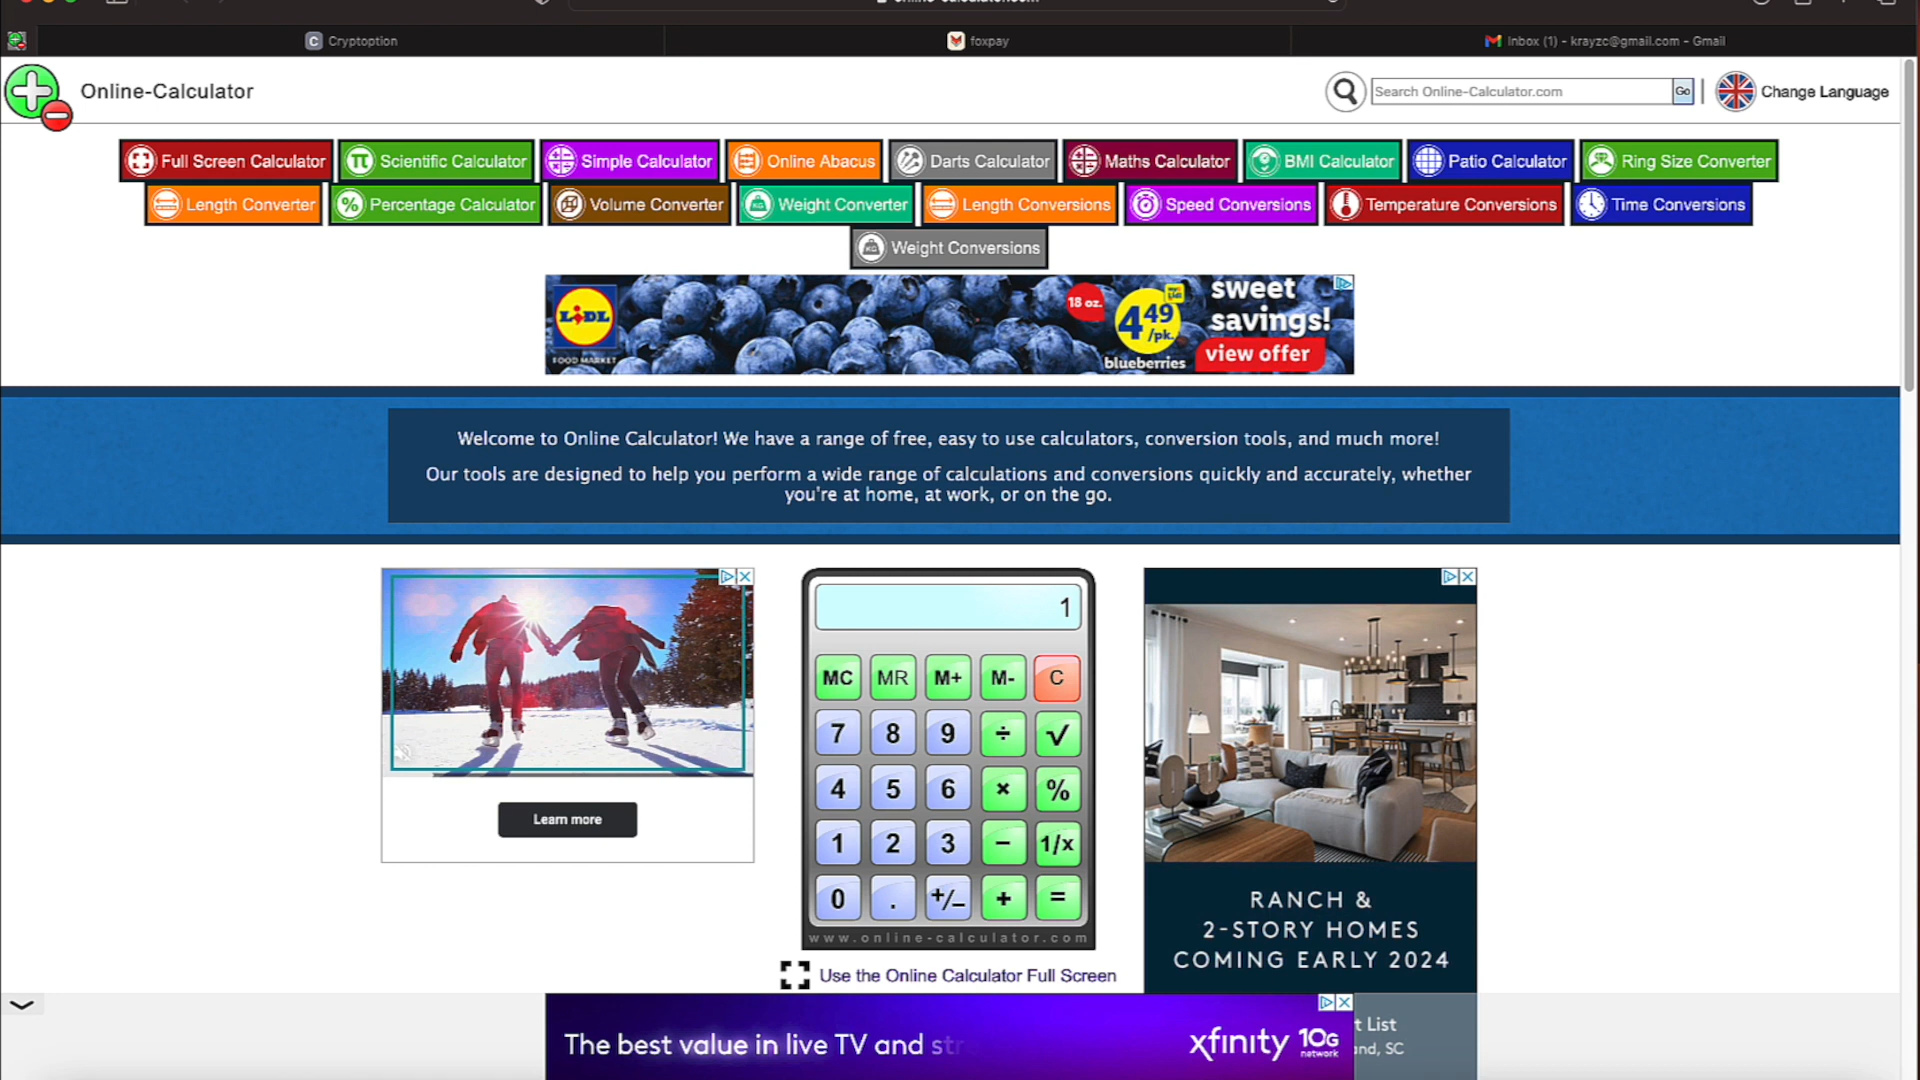 Cryptoption
foxpay
Inbox (1) - krayzc@gmail.com - Gmail
Online-Calculator
Search Online-Calculator.com
Go
Change Language
Full Screen Calculator
Scientific Calculator
Simple Calculator
Online Abacus
Darts Calculator
Maths Calculator
BMI Calculator
Patio Calculator
Ring Size Converter
Length Converter
Percentage Calculator
Volume Converter
Weight Converter
Length Conversions
Speed Conversions
Temperature Conversions
Time Conversions
Weight Conversions
LIDL
FOOD MARKET
18 oz.
4 49
/pk.
blueberries
sweet
savings!
view offer
Welcome to Online Calculator! We have a range of free, easy to use calculators, conversion tools, and much more!
Our tools are designed to help you perform a wide range of calculations and conversions quickly and accurately, whether
you're at home, at work, or on the go.
Learn more
1
MC MR M+ M- C
7 8 9 ÷ √
4 5 6 × %
1 2 3 − 1/x
0 . +/− + =
www.online-calculator.com
Use the Online Calculator Full Screen
RANCH &
2-STORY HOMES
COMING EARLY 2024
t List
and, SC
The best value in live TV and str
xfinity 10G
network